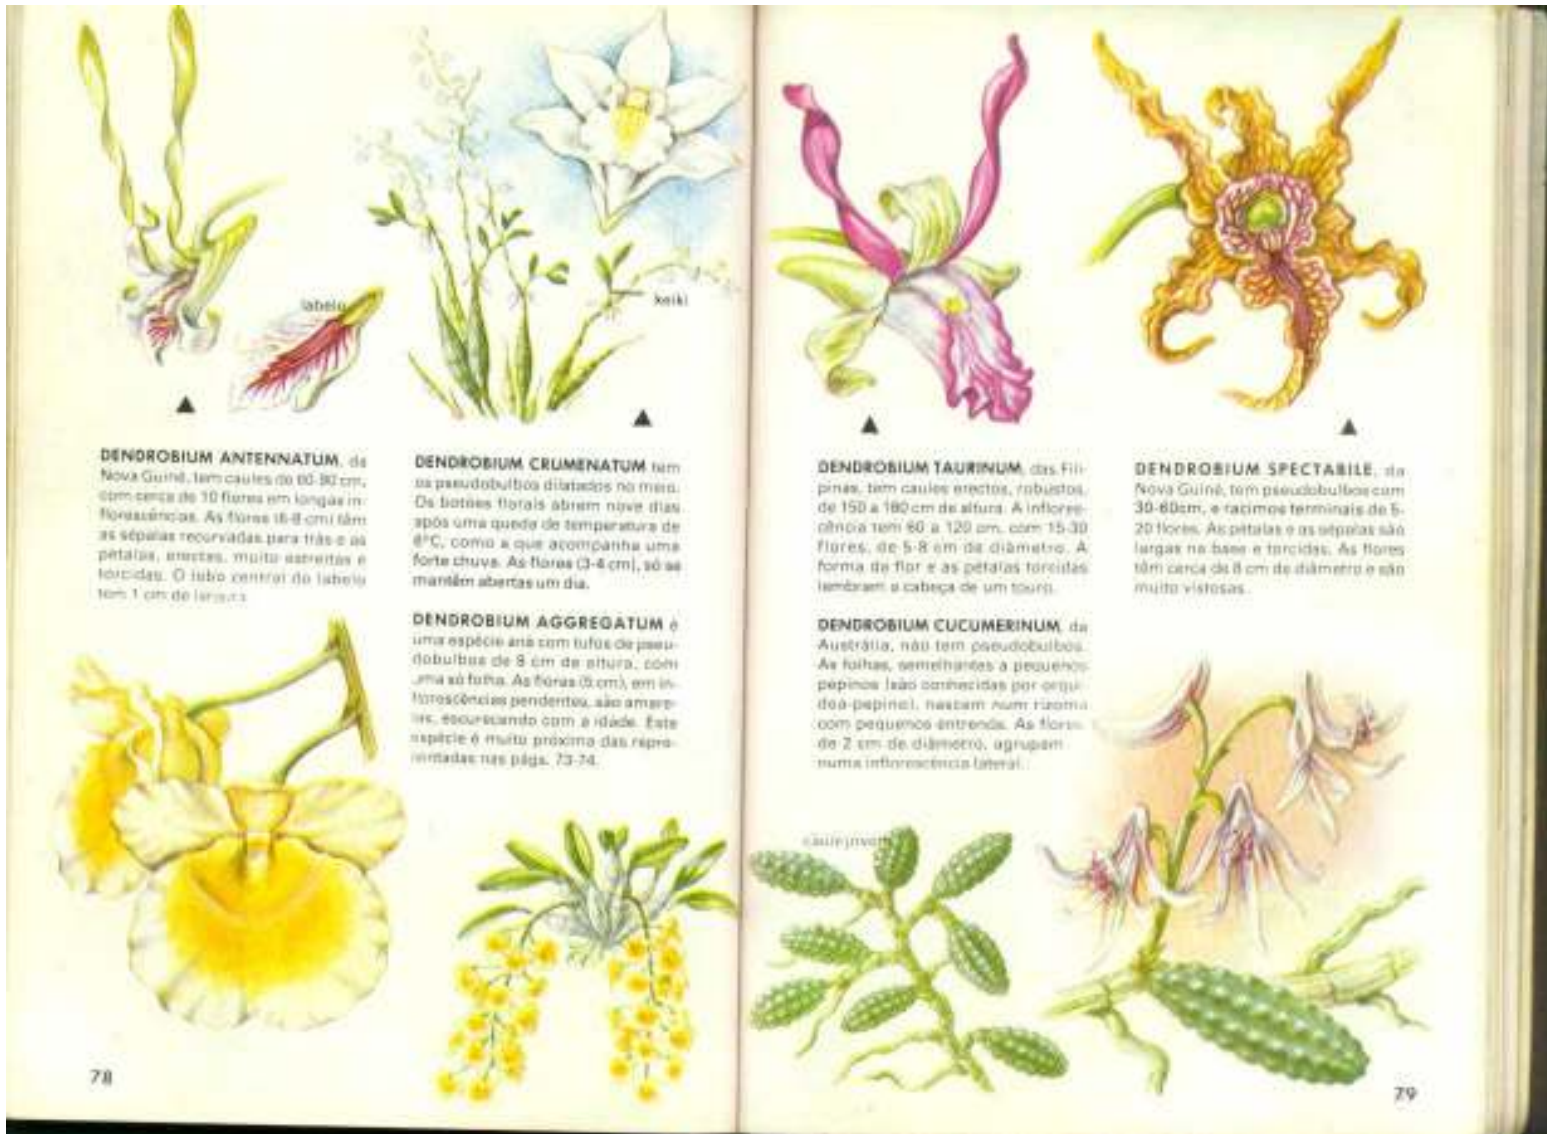 labelo
keiki
DENDROBIUM ANTENNATUM, da
Nova Guiné, tem caules de 60-90 cm,
com cerca de 10 flores em longas in-
florescências. As flores (6-8 cm) têm
as sépalas recurvadas para trás e as
pétalas, erectas, muito estreitas e
torcidas. O lobo central do labelo
tem 1 cm de largura.
DENDROBIUM CRUMENATUM tem
os pseudobulbos dilatados no meio.
Os botões florais abrem nove dias
após uma queda de temperatura de
6°C, como a que acompanha uma
forte chuva. As flores (3-4 cm), só se
mantêm abertas um dia.
DENDROBIUM AGGREGATUM é
uma espécie anã com tufos de pseu-
dobulbos de 8 cm de altura, com
uma só folha. As flores (5 cm), em in-
florescências pendentes, são amare-
las, escurecendo com a idade. Esta
espécie é muito próxima das repre-
sentadas nas págs. 73-74.
78
DENDROBIUM TAURINUM, das Fili-
pinas, tem caules erectos, robustos,
de 150 a 180 cm de altura. A inflores-
cência tem 60 a 120 cm, com 15-30
flores, de 5-8 cm de diâmetro. A
forma da flor e as pétalas torcidas
lembram a cabeça de um touro.
DENDROBIUM SPECTABILE, da
Nova Guiné, tem pseudobulbos com
30-60cm, e racimos terminais de 5-
20 flores. As pétalas e as sépalas são
largas na base e torcidas. As flores
têm cerca de 8 cm de diâmetro e são
muito vistosas.
DENDROBIUM CUCUMERINUM, da
Austrália, não tem pseudobulbos.
As folhas, semelhantes a pequenos
pepinos (são conhecidas por orquí-
dea-pepino), nascem num rizoma
com pequenos entrenós. As flores
de 2 cm de diâmetro, agrupam
numa inflorescência lateral.
caule jovem
79